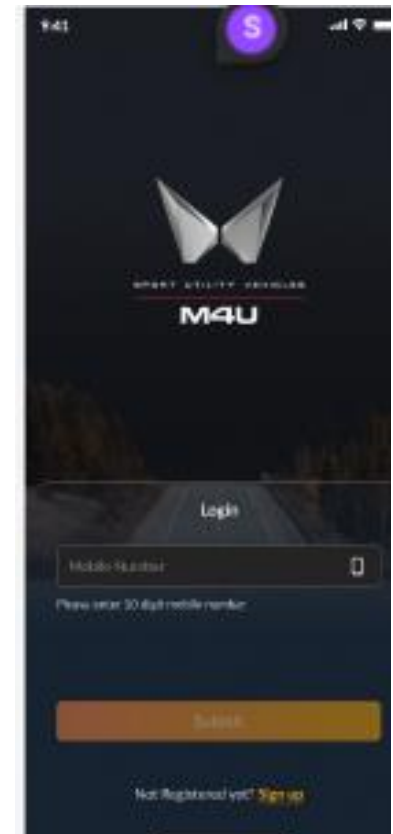 9:41
S
SPORT UTILITY VEHICLES
M4U
Login
Mobile Number
Please enter 10 digit mobile number
Submit
Not Registered yet? Sign up